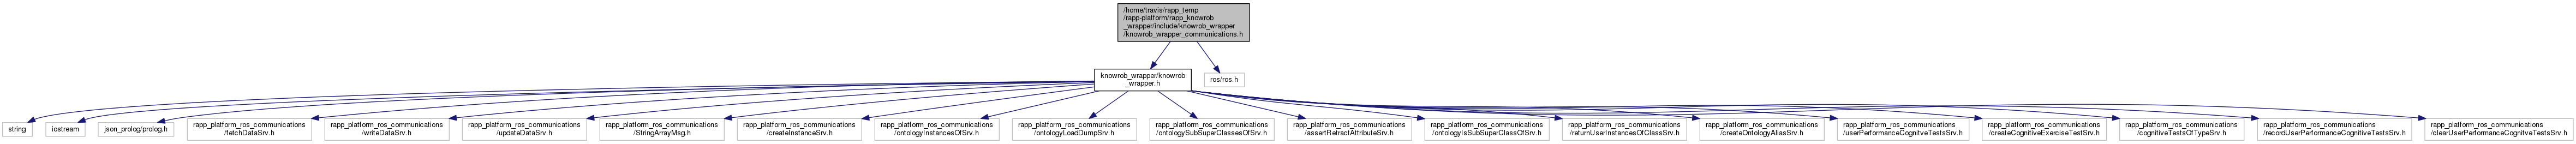 /home/travis/rapp_temp
/rapp-platform/rapp_knowrob
_wrapper/include/knowrob_wrapper
/knowrob_wrapper_communications.h
knowrob_wrapper/knowrob
_wrapper.h
ros/ros.h
string
iostream
json_prolog/prolog.h
rapp_platform_ros_communications
/fetchDataSrv.h
rapp_platform_ros_communications
/writeDataSrv.h
rapp_platform_ros_communications
/updateDataSrv.h
rapp_platform_ros_communications
/StringArrayMsg.h
rapp_platform_ros_communications
/createInstanceSrv.h
rapp_platform_ros_communications
/ontologyInstancesOfSrv.h
rapp_platform_ros_communications
/ontologyLoadDumpSrv.h
rapp_platform_ros_communications
/ontologySubSuperClassesOfSrv.h
rapp_platform_ros_communications
/assertRetractAttributeSrv.h
rapp_platform_ros_communications
/ontologyIsSubSuperClassOfSrv.h
rapp_platform_ros_communications
/returnUserInstancesOfClassSrv.h
rapp_platform_ros_communications
/createOntologyAliasSrv.h
rapp_platform_ros_communications
/userPerformanceCognitveTestsSrv.h
rapp_platform_ros_communications
/createCognitiveExerciseTestSrv.h
rapp_platform_ros_communications
/cognitiveTestsOfTypeSrv.h
rapp_platform_ros_communications
/recordUserPerformanceCognitiveTestsSrv.h
rapp_platform_ros_communications
/clearUserPerformanceCognitveTestsSrv.h